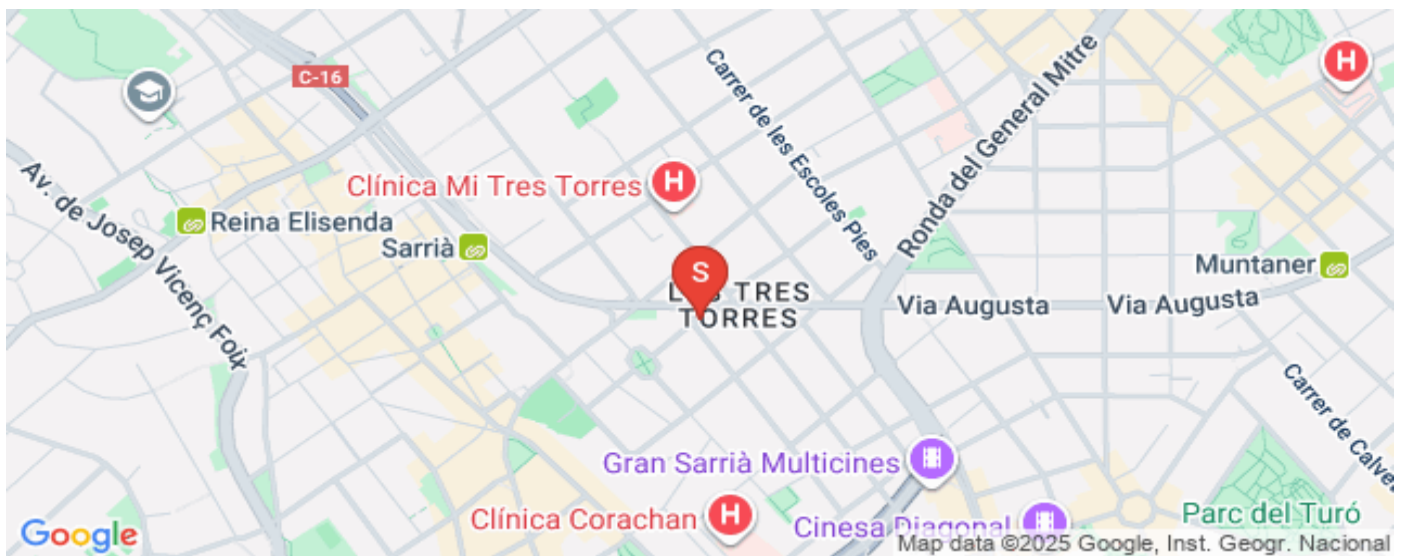 C-16
Carrer de les Escoles Pies
Ronda del General Mitre
H
Clínica Mi Tres Torres H
Av. de Josep Vicenç Foix
Reina Elisenda
Sarrià
S
TRES
TORRES
Muntaner
Via Augusta
Via Augusta
Gran Sarrià Multicines
Clínica Corachan H
Cinesa Diagonal
Carrer de Calvet
Parc del Turó
Google
Map data ©2025 Google, Inst. Geogr. Nacional